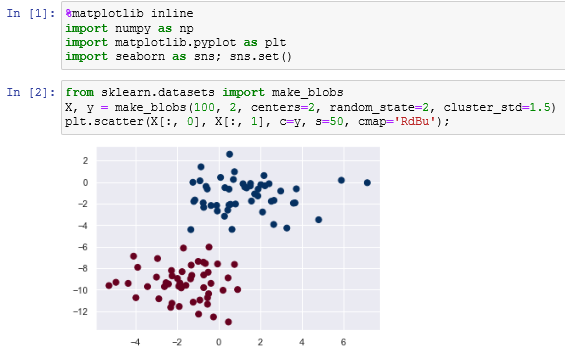 In [1]: %matplotlib inline
import numpy as np
import matplotlib.pyplot as plt
import seaborn as sns; sns.set()
In [2]: from sklearn.datasets import make_blobs
X, y = make_blobs(100, 2, centers=2, random_state=2, cluster_std=1.5)
plt.scatter(X[:, 0], X[:, 1], c=y, s=50, cmap='RdBu');
2
0
−2
−4
−6
−8
−10
−12
−4 −2 0 2 4 6